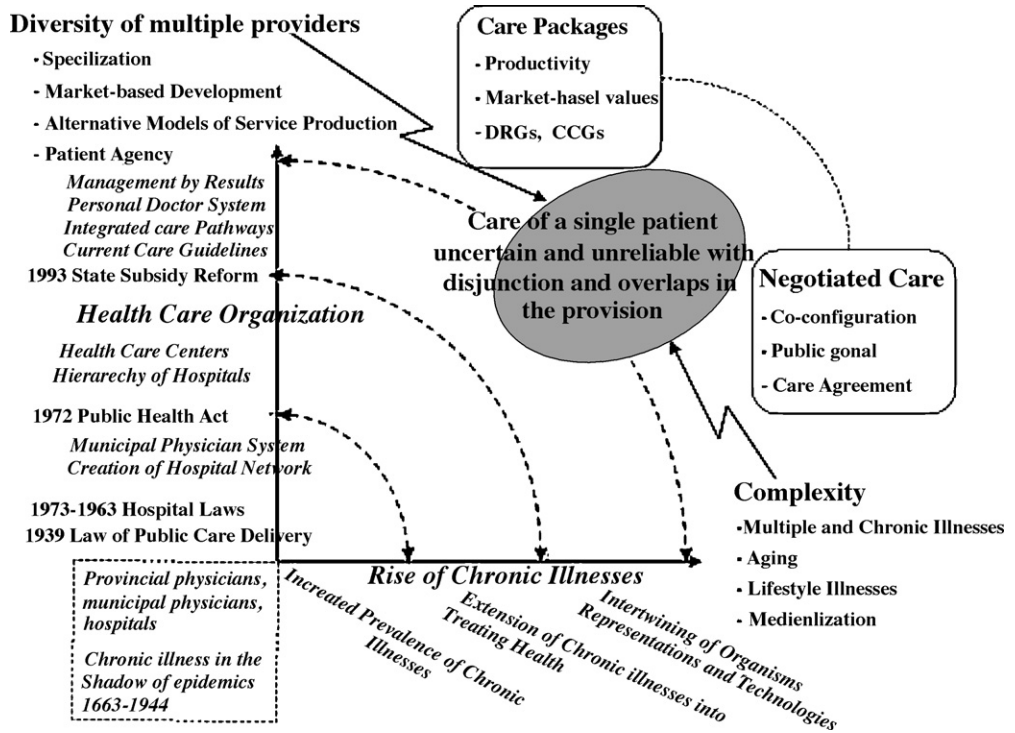 Diversity of multiple providers
- Specilization
- Market-based Development
- Alternative Models of Service Production
- Patient Agency
Management by Results
Personal Doctor System
Integrated care Pathways
Current Care Guidelines
1993 State Subsidy Reform
Health Care Organization
Health Care Centers
Hierarchy of Hospitals
1972 Public Health Act
Municipal Physician System
Creation of Hospital Network
1973-1963 Hospital Laws
1939 Law of Public Care Delivery
Provincial physicians,
municipal physicians,
hospitals
Chronic illness in the
Shadow of epidemics
1663-1944
Care Packages
- Productivity
- Market-hasel values
- DRGs, CCGs
Care of a single patient
uncertain and unreliable with
disjunction and overlaps in
the provision
Negotiated Care
- Co-configuration
- Public gonal
- Care Agreement
Complexity
-Multiple and Chronic Illnesses
- Aging
- Lifestyle Illnesses
- Medienlization
Rise of Chronic Illnesses
Increated Prevalence of Chronic
Illnesses
Extension of Chronic illnesses into
Treating Health
Intertwining of Organisms
Representations and Technologies